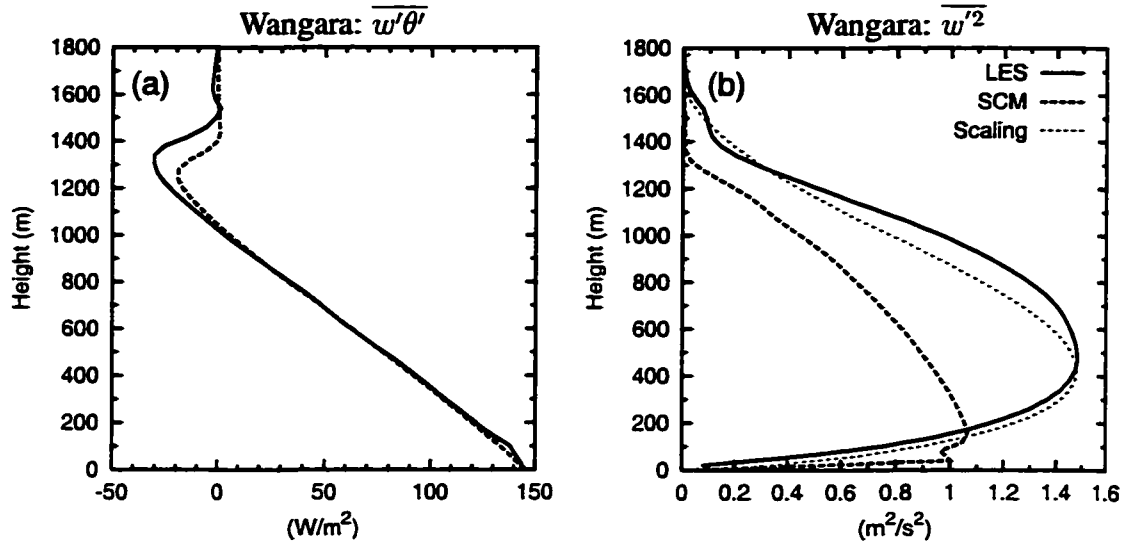 Wangara: w'θ'
1800
1600
1400
1200
1000
800
600
400
200
0
Height (m)
(a)
-50 0 50 100 150
(W/m²)
Wangara: w'²
1800
1600
1400
1200
1000
800
600
400
200
0
Height (m)
(b)
LES
SCM
Scaling
0 0.2 0.4 0.6 0.8 1 1.2 1.4 1.6
(m²/s²)